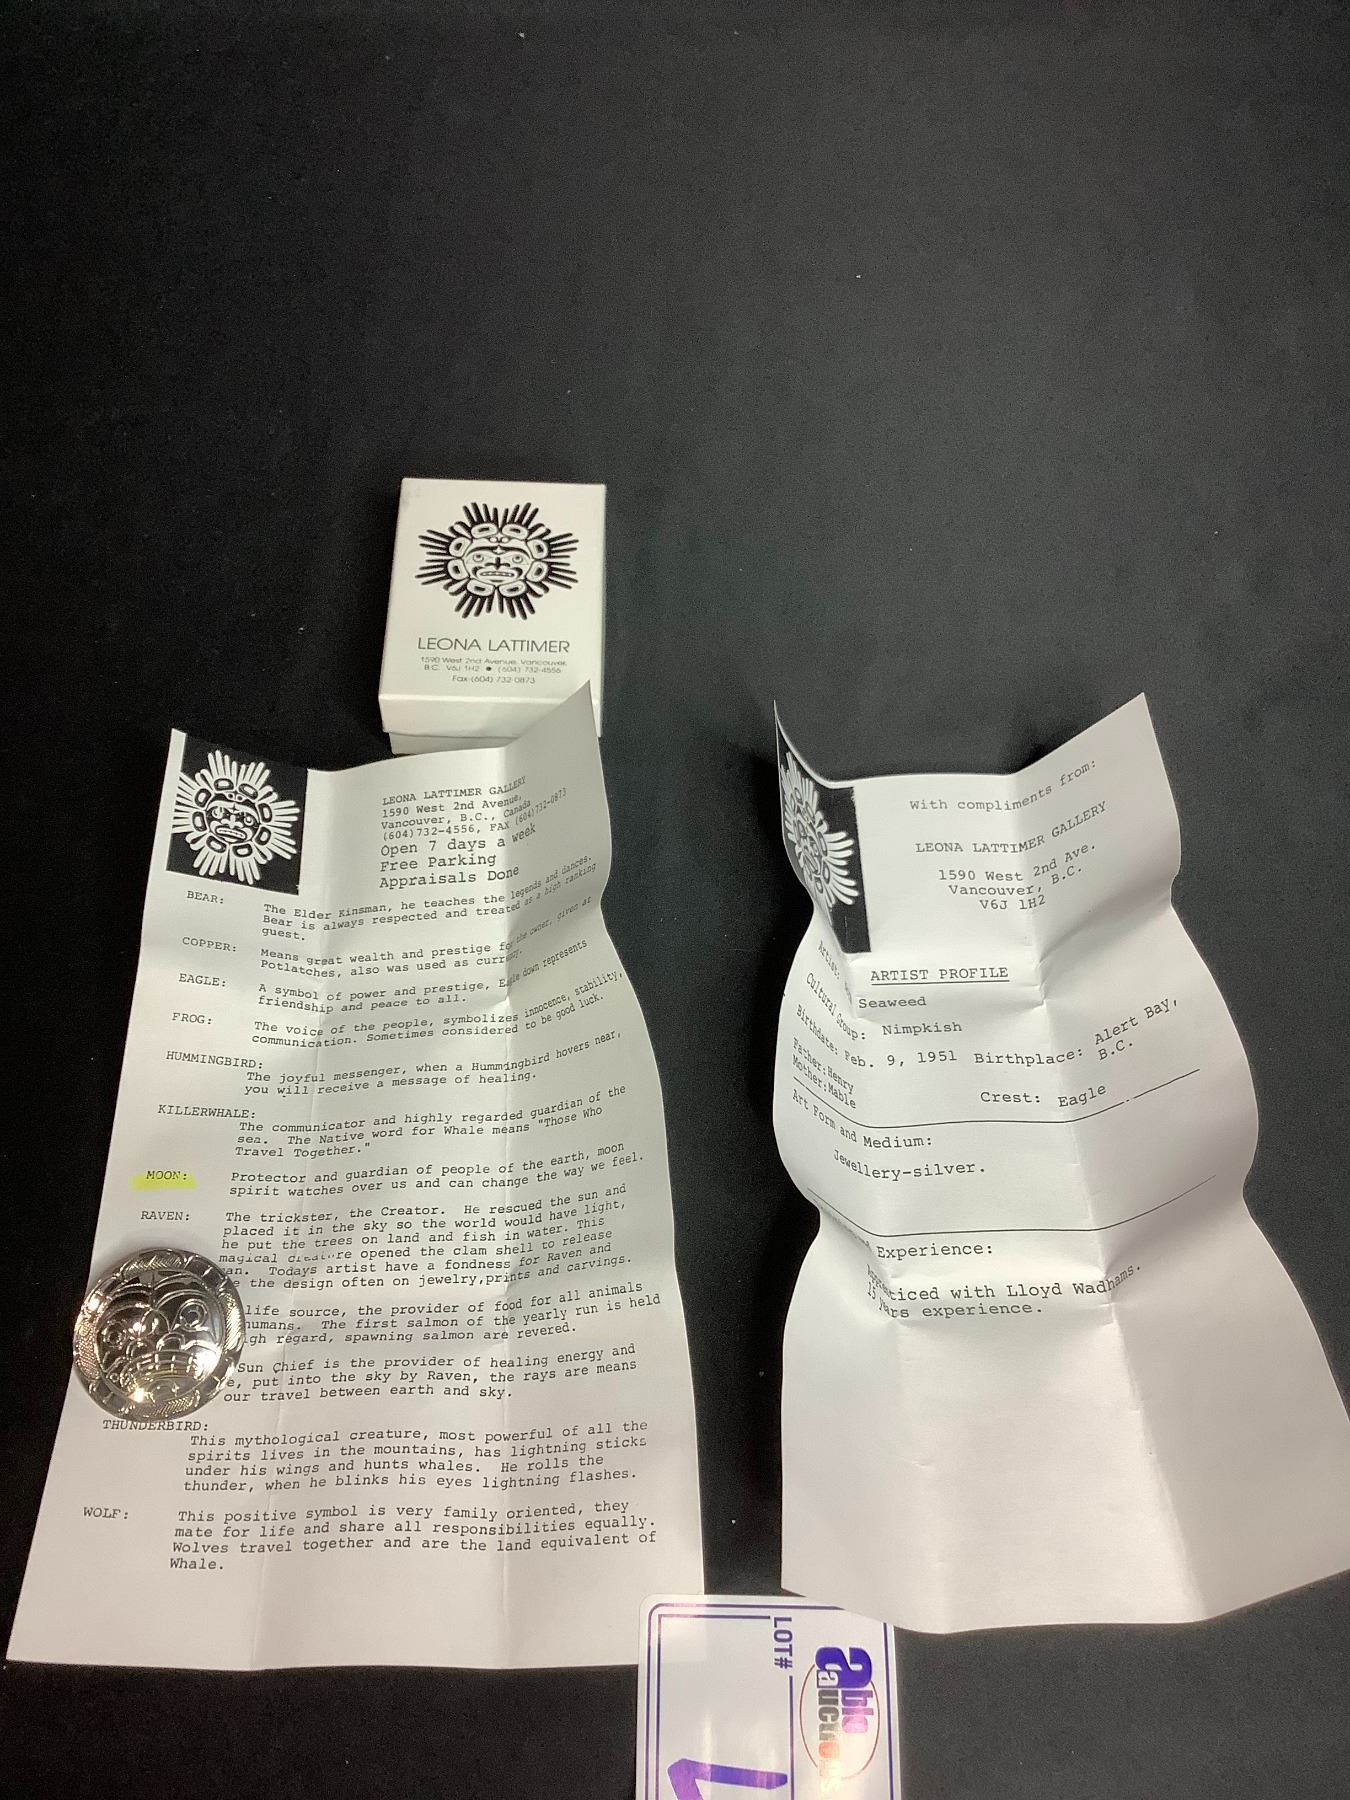 LEONA LATTIMER
1590 West 2nd Avenue, Vancouver,
B.C. V6J 1H2 ● (604) 732-4556
Fax (604) 732 0873
LEONA LATTIMER GALLERY
1590 West 2nd Avenue,
Vancouver, B.C., Canada
(604)732-4556, FAX (604)732-0873
Open 7 days a week
Free Parking
Appraisals Done
BEAR: The Elder Kinsman, he teaches the legends and dances.
Bear is always respected and treated as a high ranking
guest.
COPPER: Means great wealth and prestige for the owner, given at
Potlatches, also was used as currency.
EAGLE: A symbol of power and prestige, Eagle down represents
friendship and peace to all.
FROG: The voice of the people, symbolizes innocence, stability,
communication. Sometimes considered to be good luck.
HUMMINGBIRD:
The joyful messenger, when a Hummingbird hovers near,
you will receive a message of healing.
KILLERWHALE:
The communicator and highly regarded guardian of the
sea. The Native word for Whale means "Those Who
Travel Together."
MOON: Protector and guardian of people of the earth, moon
spirit watches over us and can change the way we feel.
RAVEN: The trickster, the Creator. He rescued the sun and
placed it in the sky so the world would have light,
he put the trees on land and fish in water. This
magical creature opened the clam shell to release
an. Todays artist have a fondness for Raven and
e the design often on jewelry,prints and carvings.
life source, the provider of food for all animals
humans. The first salmon of the yearly run is held
gh regard, spawning salmon are revered.
Sun Chief is the provider of healing energy and
e, put into the sky by Raven, the rays are means
our travel between earth and sky.
THUNDERBIRD:
This mythological creature, most powerful of all the
spirits lives in the mountains, has lightning sticks
under his wings and hunts whales. He rolls the
thunder, when he blinks his eyes lightning flashes.
WOLF: This positive symbol is very family oriented, they
mate for life and share all responsibilities equally.
Wolves travel together and are the land equivalent of
Whale.
With compliments from:
LEONA LATTIMER GALLERY
1590 West 2nd Ave.
Vancouver, B.C.
V6J 1H2
ARTIST PROFILE
Artist: Seaweed
Cultural Group: Nimpkish
Birthdate: Feb. 9, 1951 Birthplace: Alert Bay,
B.C.
Father:Henry
Mother:Mable
Crest: Eagle
Art Form and Medium:
Jewellery-silver.
Experience:
Apprenticed with Lloyd Wadhams.
15 years experience.
LOT#
able
auctions